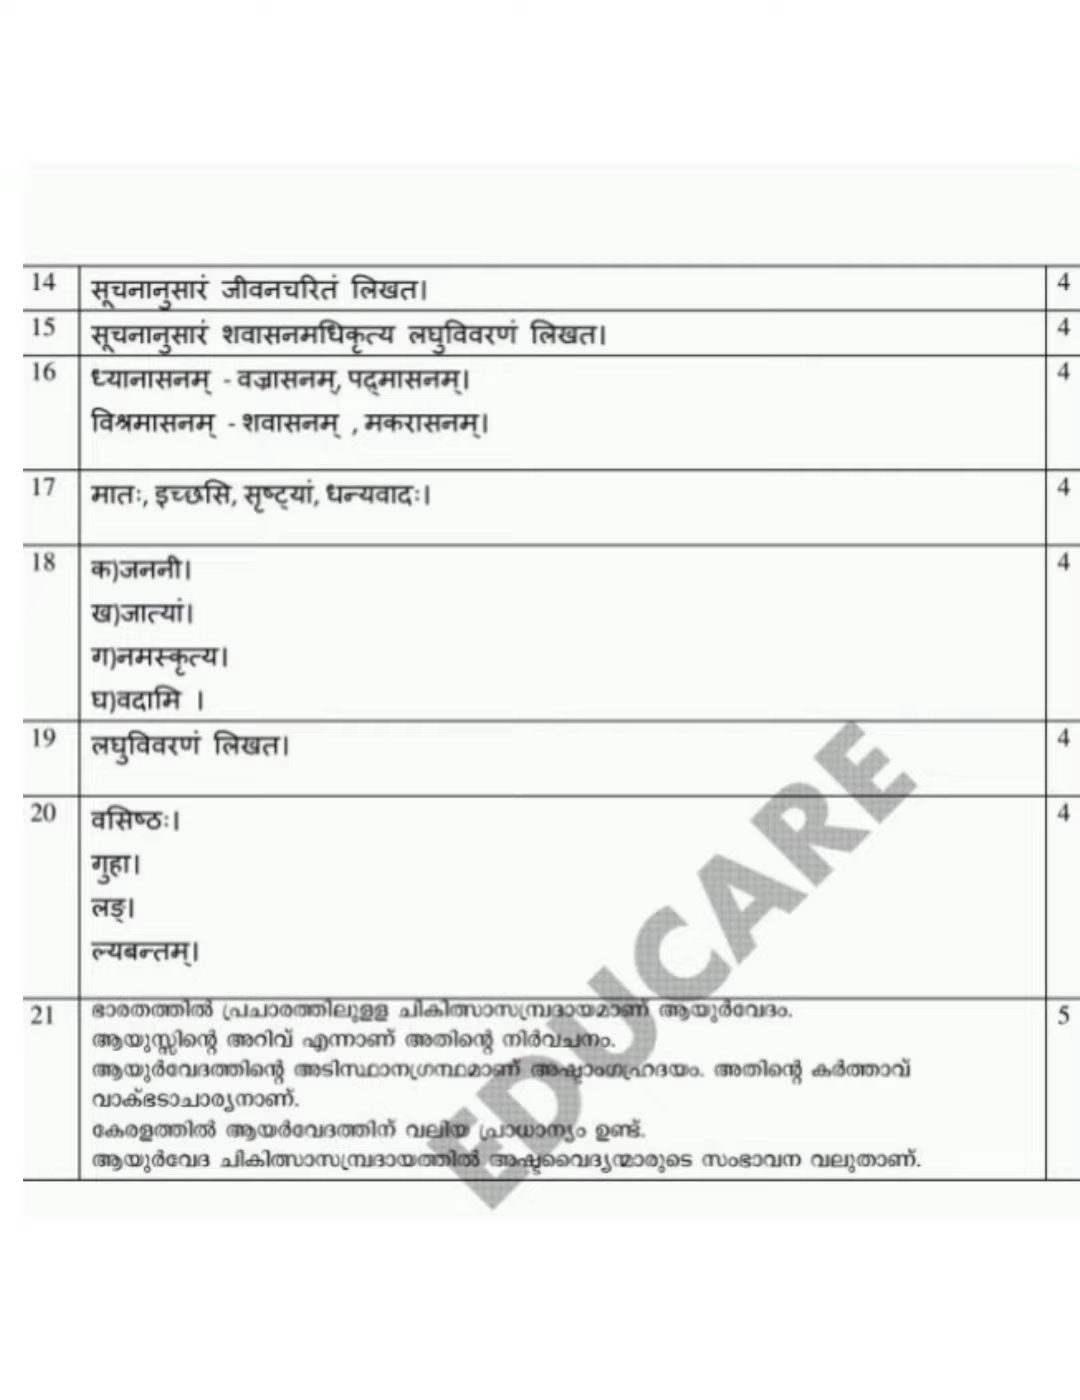 14 सूचनानुसारं जीवनचरितं लिखत। 4
15 सूचनानुसारं शवासनमधिकृत्य लघुविवरणं लिखत। 4
16 ध्यानासनम् - वज्रासनम्, पद्मासनम्। 4
विश्रमासनम् - शवासनम् , मकरासनम्।
17 मातः, इच्छसि, सृष्ट्यां, धन्यवादः। 4
18 क)जननी। 4
ख)जात्यां।
ग)नमस्कृत्य।
घ)वदामि ।
19 लघुविवरणं लिखत। 4
20 वसिष्ठः। 4
गुहा।
लङ्।
ल्यबन्तम्।
21 ഭാരതത്തിൽ പ്രചാരത്തിലുളള ചികിത്സാസമ്പ്രദായമാണ് ആയുർവേദം. 5
ആയുസ്സിന്റെ അറിവ് എന്നാണ് അതിന്റെ നിർവചനം.
ആയുർവേദത്തിന്റെ അടിസ്ഥാനഗ്രന്ഥമാണ് അഷ്ടാംഗഹ്രദയം. അതിന്റെ കർത്താവ്
വാക്ഭടാചാര്യനാണ്.
കേരളത്തിൽ ആയർവേദത്തിന് വലിയ പ്രാധാന്യം ഉണ്ട്.
ആയുർവേദ ചികിത്സാസമ്പ്രദായത്തിൽ അഷ്ടവൈദ്യന്മാരുടെ സംഭാവന വലുതാണ്.
EDUCARE